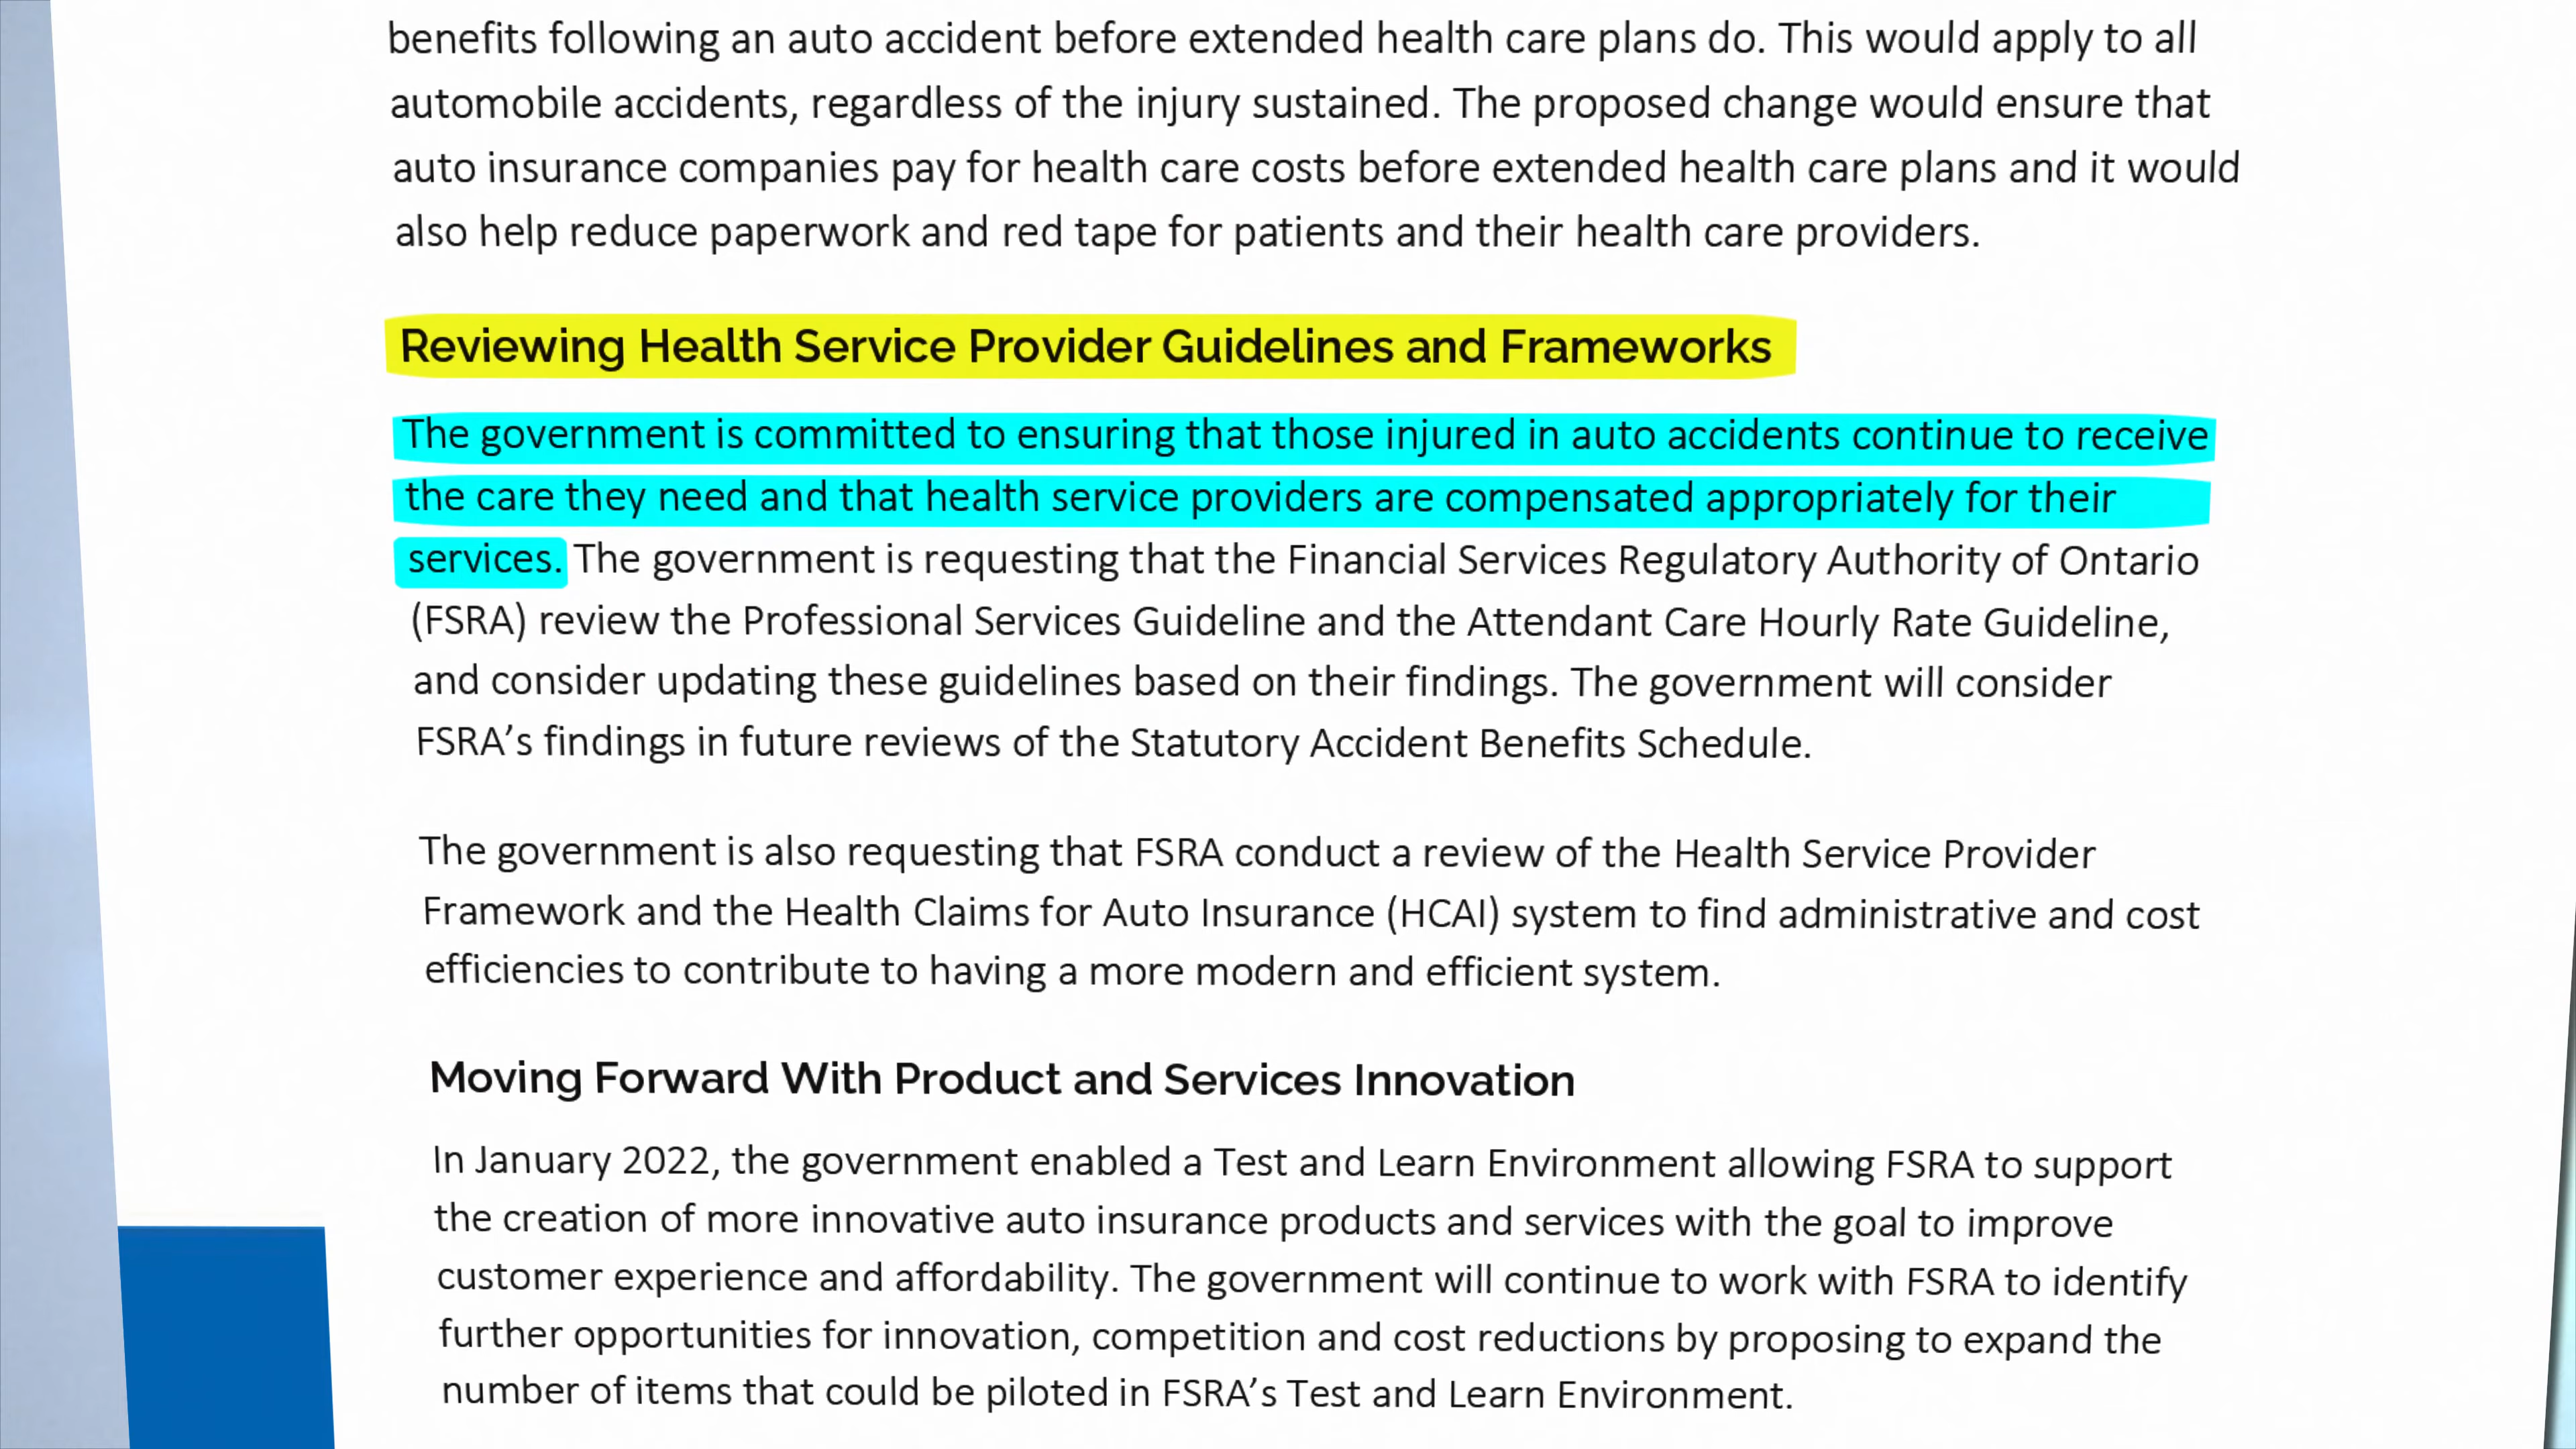 benefits following an auto accident before extended health care plans do. This would apply to all
automobile accidents, regardless of the injury sustained. The proposed change would ensure that
auto insurance companies pay for health care costs before extended health care plans and it would
also help reduce paperwork and red tape for patients and their health care providers.
Reviewing Health Service Provider Guidelines and Frameworks
The government is committed to ensuring that those injured in auto accidents continue to receive
the care they need and that health service providers are compensated appropriately for their
services. The government is requesting that the Financial Services Regulatory Authority of Ontario
(FSRA) review the Professional Services Guideline and the Attendant Care Hourly Rate Guideline,
and consider updating these guidelines based on their findings. The government will consider
FSRA’s findings in future reviews of the Statutory Accident Benefits Schedule.
The government is also requesting that FSRA conduct a review of the Health Service Provider
Framework and the Health Claims for Auto Insurance (HCAI) system to find administrative and cost
efficiencies to contribute to having a more modern and efficient system.
Moving Forward With Product and Services Innovation
In January 2022, the government enabled a Test and Learn Environment allowing FSRA to support
the creation of more innovative auto insurance products and services with the goal to improve
customer experience and affordability. The government will continue to work with FSRA to identify
further opportunities for innovation, competition and cost reductions by proposing to expand the
number of items that could be piloted in FSRA’s Test and Learn Environment.